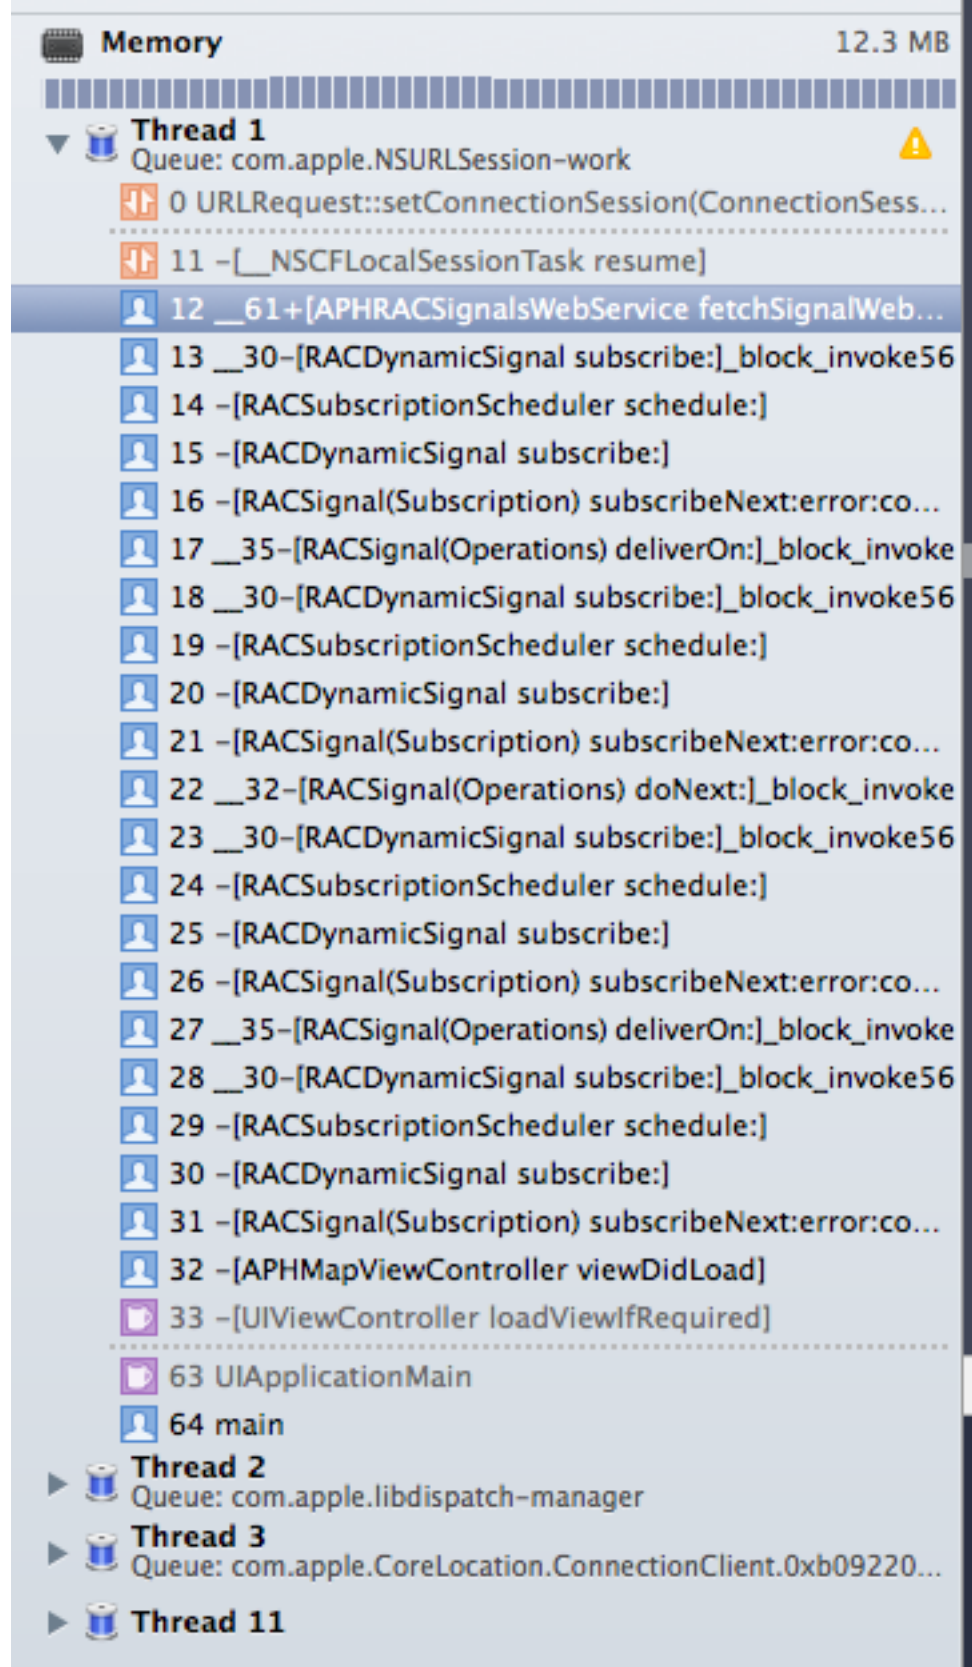 Memory 12.3 MB
Thread 1
Queue: com.apple.NSURLSession-work
0 URLRequest::setConnectionSession(ConnectionSess...
11 -[__NSCFLocalSessionTask resume]
12 __61+[APHRACSignalsWebService fetchSignalWeb...
13 __30-[RACDynamicSignal subscribe:]_block_invoke56
14 -[RACSubscriptionScheduler schedule:]
15 -[RACDynamicSignal subscribe:]
16 -[RACSignal(Subscription) subscribeNext:error:co...
17 __35-[RACSignal(Operations) deliverOn:]_block_invoke
18 __30-[RACDynamicSignal subscribe:]_block_invoke56
19 -[RACSubscriptionScheduler schedule:]
20 -[RACDynamicSignal subscribe:]
21 -[RACSignal(Subscription) subscribeNext:error:co...
22 __32-[RACSignal(Operations) doNext:]_block_invoke
23 __30-[RACDynamicSignal subscribe:]_block_invoke56
24 -[RACSubscriptionScheduler schedule:]
25 -[RACDynamicSignal subscribe:]
26 -[RACSignal(Subscription) subscribeNext:error:co...
27 __35-[RACSignal(Operations) deliverOn:]_block_invoke
28 __30-[RACDynamicSignal subscribe:]_block_invoke56
29 -[RACSubscriptionScheduler schedule:]
30 -[RACDynamicSignal subscribe:]
31 -[RACSignal(Subscription) subscribeNext:error:co...
32 -[APHMapViewController viewDidLoad]
33 -[UIViewController loadViewIfRequired]
63 UIApplicationMain
64 main
Thread 2
Queue: com.apple.libdispatch-manager
Thread 3
Queue: com.apple.CoreLocation.ConnectionClient.0xb09220...
Thread 11